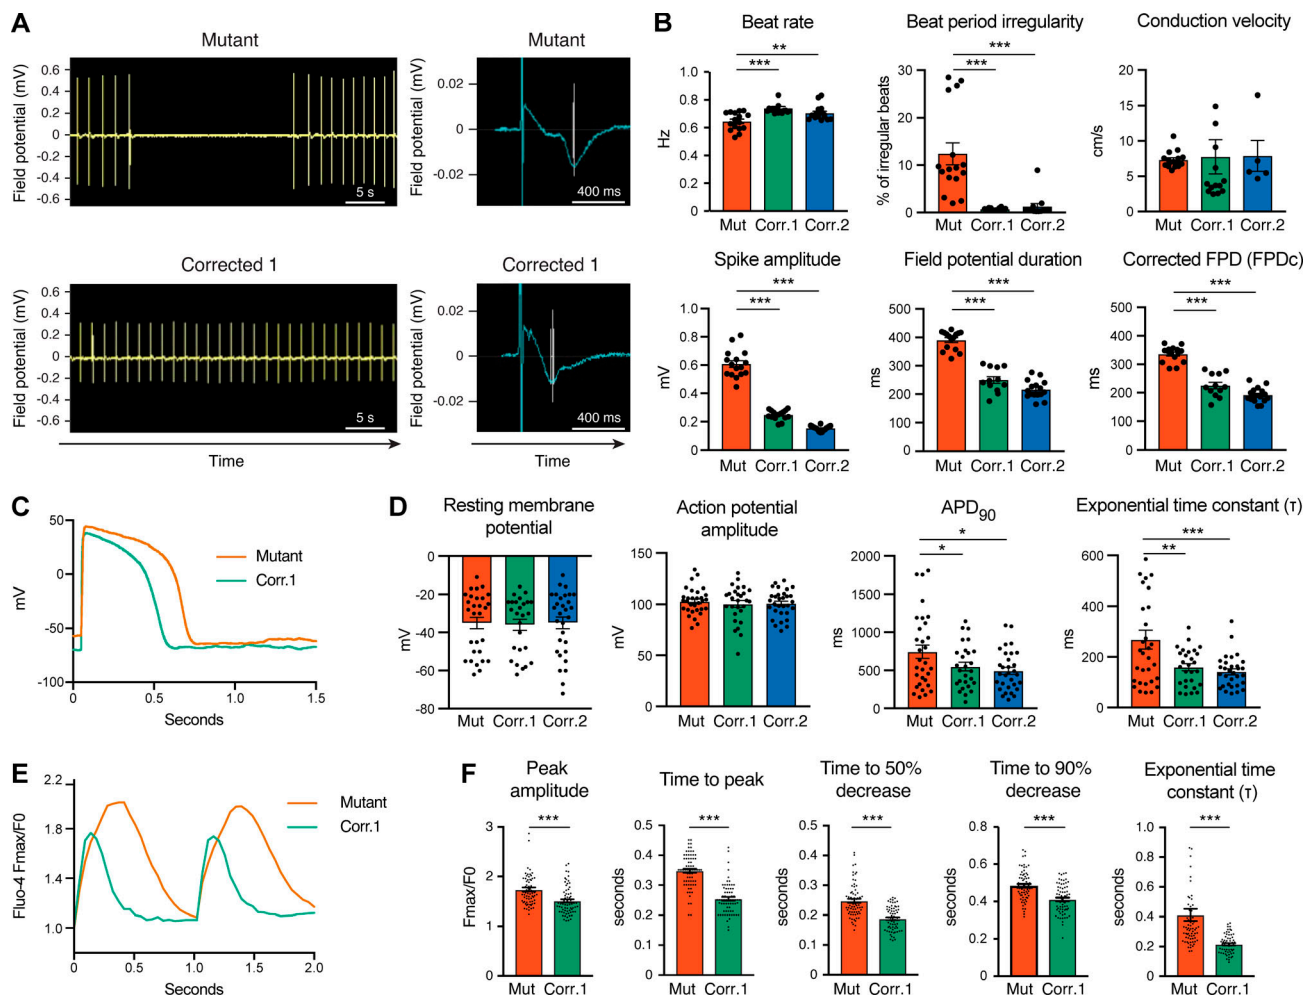 A
Mutant
Field potential (mV)
0.6
0.4
0.2
0
-0.2
-0.4
-0.6
5 s
Mutant
Field potential (mV)
0.02
0
-0.02
400 ms
Corrected 1
Field potential (mV)
0.6
0.4
0.2
0
-0.2
-0.4
-0.6
5 s
Time
Corrected 1
Field potential (mV)
0.02
0
-0.02
400 ms
Time
B
Beat rate
**
***
Hz
1.0
0.8
0.6
0.4
0.2
0
Mut Corr.1 Corr.2
Beat period irregularity
***
***
% of irregular beats
30
20
10
0
Mut Corr.1 Corr.2
Conduction velocity
cm/s
20
15
10
5
0
Mut Corr.1 Corr.2
Spike amplitude
***
***
mV
1.0
0.8
0.6
0.4
0.2
0
Mut Corr.1 Corr.2
Field potential duration
***
***
ms
500
400
300
200
100
0
Mut Corr.1 Corr.2
Corrected FPD (FPDc)
***
***
ms
500
400
300
200
100
0
Mut Corr.1 Corr.2
C
mV
50
0
-50
-100
Mutant
Corr.1
0 0.5 1.0 1.5
Seconds
D
Resting membrane
potential
mV
0
-20
-40
-60
-80
Mut Corr.1 Corr.2
Action potential
amplitude
mV
150
100
50
0
Mut Corr.1 Corr.2
APD90
*
*
ms
2000
1500
1000
500
0
Mut Corr.1 Corr.2
Exponential time constant (τ)
***
**
ms
600
400
200
0
Mut Corr.1 Corr.2
E
Fluo-4 Fmax/F0
2.2
1.8
1.4
1.0
Mutant
Corr.1
0 0.5 1.0 1.5 2.0
Seconds
F
Peak
amplitude
***
Fmax/F0
3
2
1
0
Mut Corr.1
Time to peak
***
seconds
0.5
0.4
0.3
0.2
0.1
0
Mut Corr.1
Time to 50%
decrease
***
seconds
0.5
0.4
0.3
0.2
0.1
0
Mut Corr.1
Time to 90%
decrease
***
seconds
0.8
0.6
0.4
0.2
0
Mut Corr.1
Exponential time
constant (τ)
***
seconds
1.0
0.8
0.6
0.4
0.2
0
Mut Corr.1